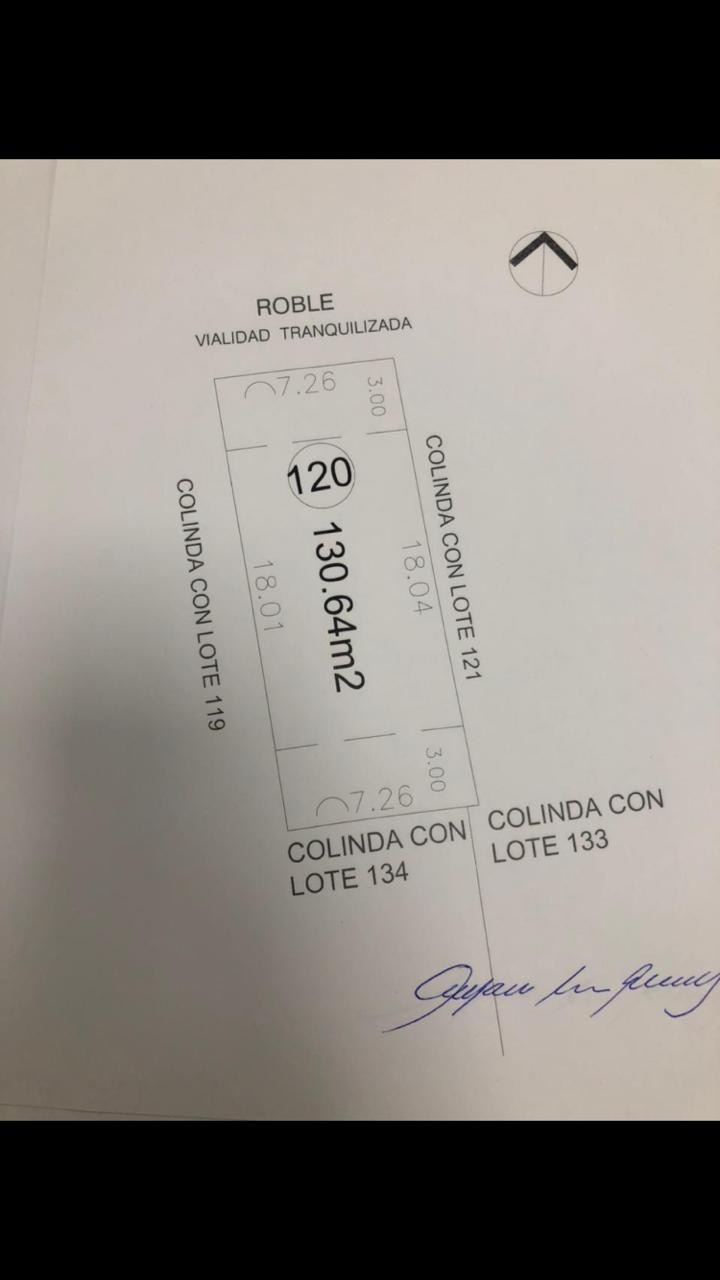 ROBLE
VIALIDAD TRANQUILIZADA
7.26
3.00
120
130.64m2
18.01
18.04
COLINDA CON LOTE 119
COLINDA CON LOTE 121
3.00
7.26
COLINDA CON
LOTE 134
COLINDA CON
LOTE 133